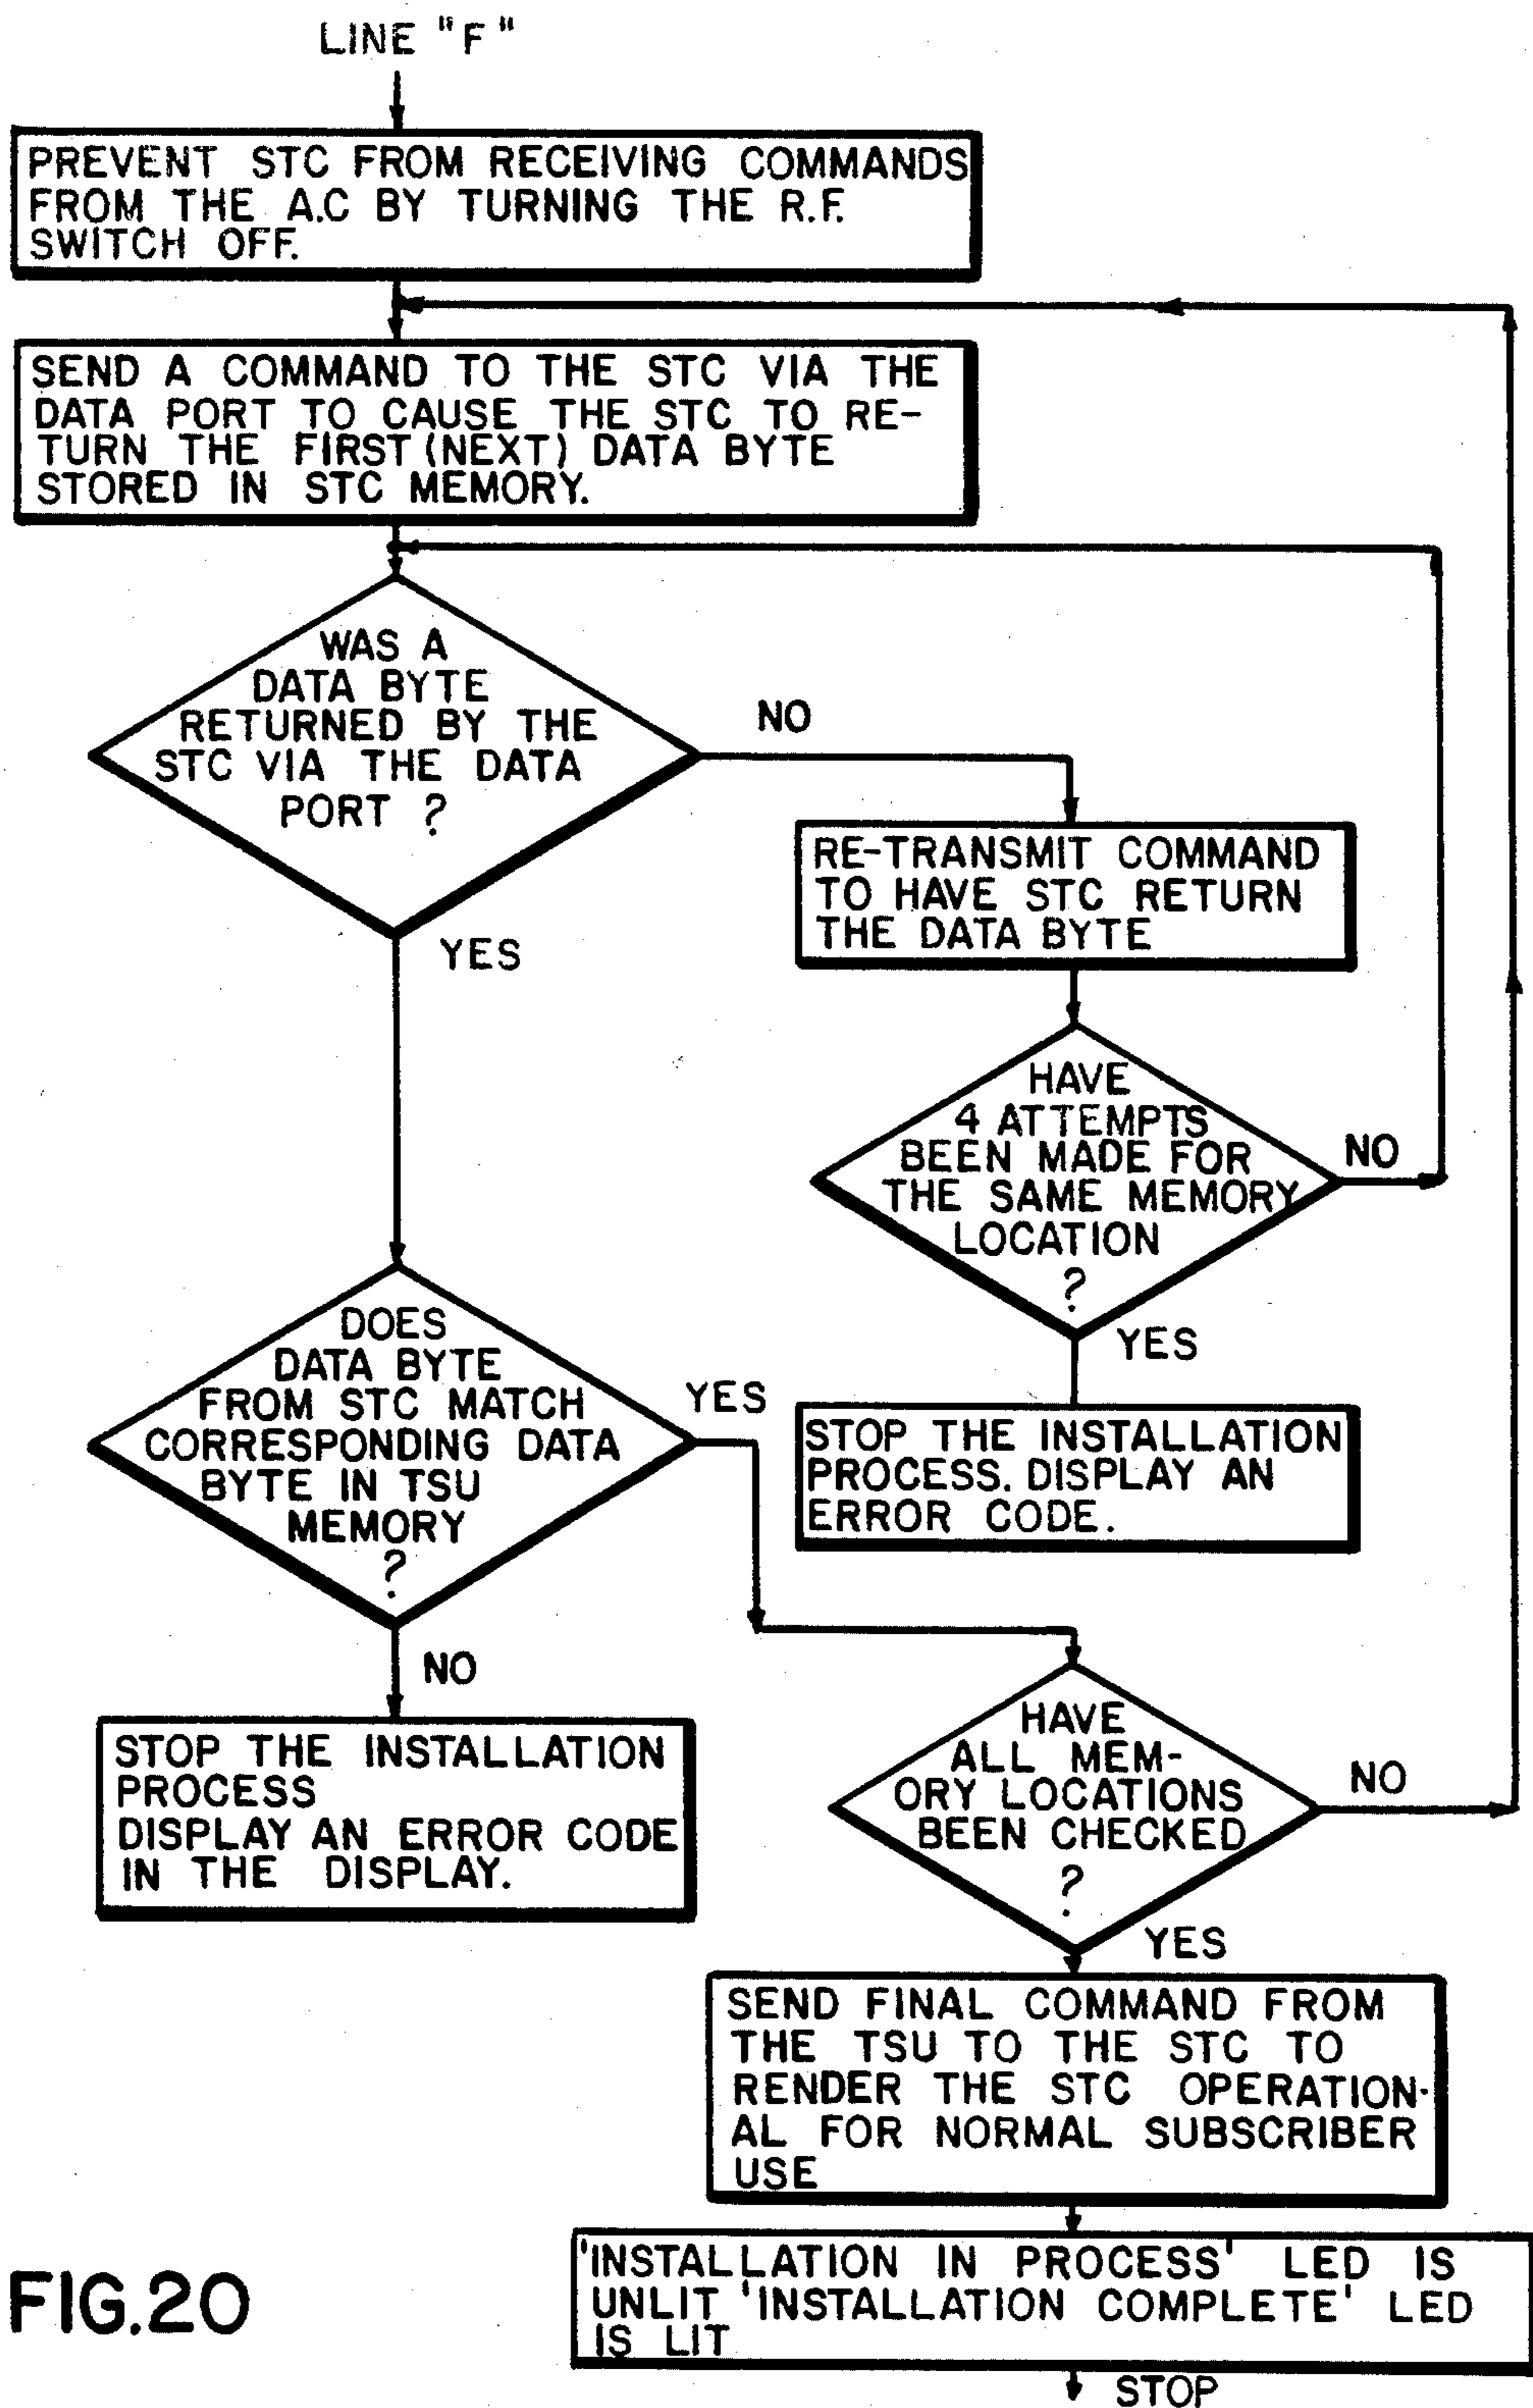 LINE "F"
PREVENT STC FROM RECEIVING COMMANDS
FROM THE A.C BY TURNING THE R.F.
SWITCH OFF.
SEND A COMMAND TO THE STC VIA THE
DATA PORT TO CAUSE THE STC TO RE-
TURN THE FIRST (NEXT) DATA BYTE
STORED IN STC MEMORY.
WAS A
DATA BYTE
RETURNED BY THE
STC VIA THE DATA
PORT ?
NO
YES
RE-TRANSMIT COMMAND
TO HAVE STC RETURN
THE DATA BYTE
HAVE
4 ATTEMPTS
BEEN MADE FOR
THE SAME MEMORY
LOCATION
?
NO
YES
STOP THE INSTALLATION
PROCESS. DISPLAY AN
ERROR CODE.
DOES
DATA BYTE
FROM STC MATCH
CORRESPONDING DATA
BYTE IN TSU
MEMORY
?
YES
NO
STOP THE INSTALLATION
PROCESS
DISPLAY AN ERROR CODE
IN THE DISPLAY.
HAVE
ALL MEM-
ORY LOCATIONS
BEEN CHECKED
?
NO
YES
SEND FINAL COMMAND FROM
THE TSU TO THE STC TO
RENDER THE STC OPERATION-
AL FOR NORMAL SUBSCRIBER
USE
'INSTALLATION IN PROCESS' LED IS
UNLIT 'INSTALLATION COMPLETE' LED
IS LIT
STOP
FIG.20